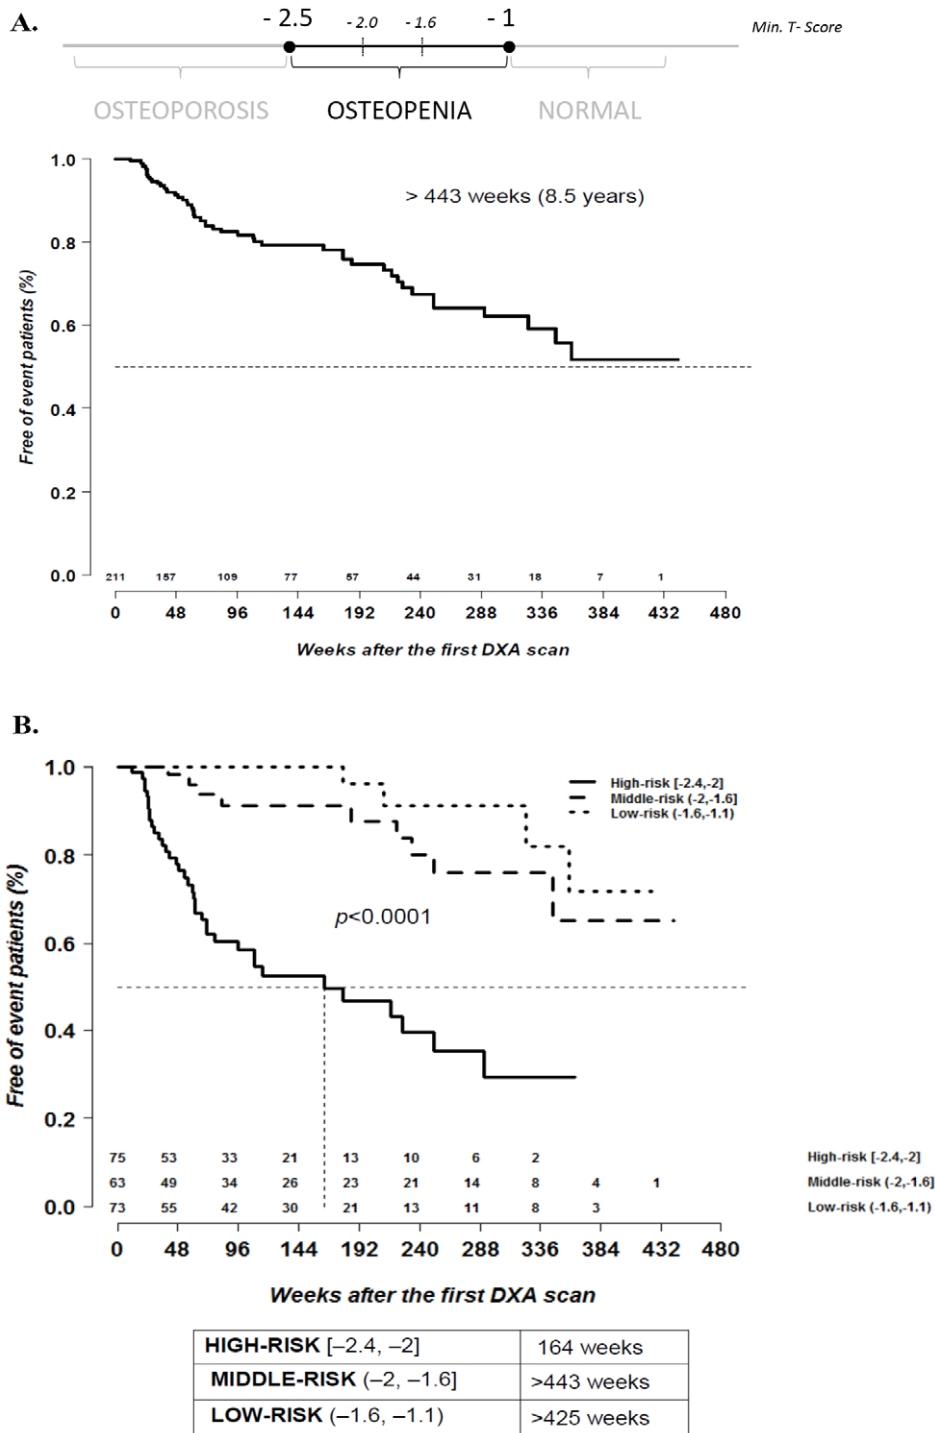 A.
- 2.5 - 2.0 - 1.6 - 1 Min. T- Score
OSTEOPOROSIS OSTEOPENIA NORMAL
> 443 weeks (8.5 years)
Free of event patients (%)
1.0
0.8
0.6
0.4
0.2
0.0
211 157 109 77 57 44 31 18 7 1
0 48 96 144 192 240 288 336 384 432 480
Weeks after the first DXA scan
B.
High-risk [-2.4,-2]
Middle-risk (-2,-1.6]
Low-risk (-1.6,-1.1)
p<0.0001
Free of event patients (%)
1.0
0.8
0.6
0.4
0.2
0.0
75 53 33 21 13 10 6 2 High-risk [-2.4,-2]
63 49 34 26 23 21 14 8 4 1 Middle-risk (-2,-1.6]
73 55 42 30 21 13 11 8 3 Low-risk (-1.6,-1.1)
0 48 96 144 192 240 288 336 384 432 480
Weeks after the first DXA scan
HIGH-RISK [–2.4, –2] 164 weeks
MIDDLE-RISK (–2, –1.6] >443 weeks
LOW-RISK (–1.6, –1.1) >425 weeks